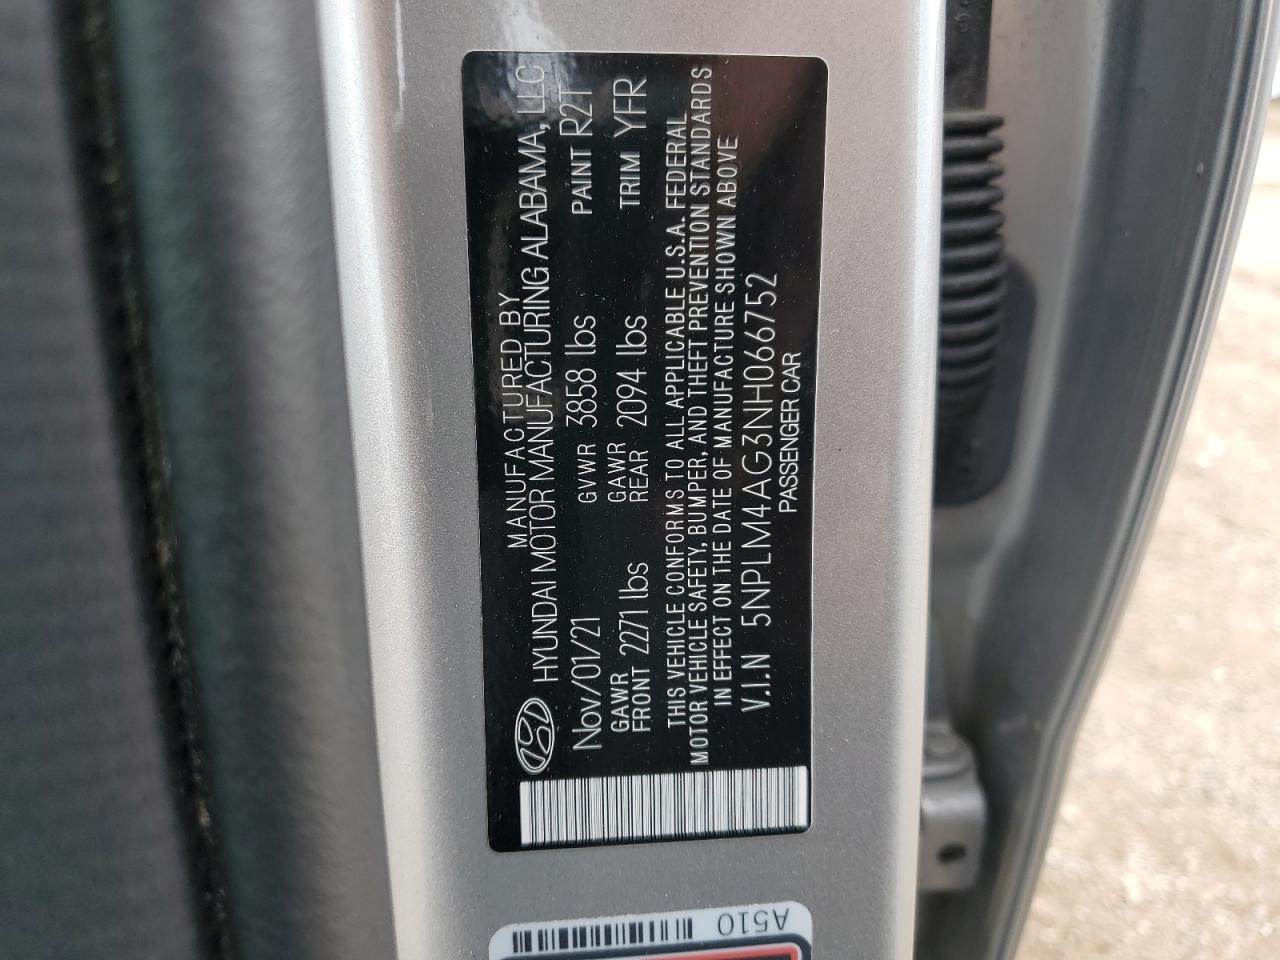 MANUFACTURED BY
HYUNDAI MOTOR MANUFACTURING ALABAMA, LLC
Nov/01/21 GVWR 3858 lbs PAINT R2T
GAWR FRONT 2271 lbs GAWR REAR 2094 lbs TRIM YFR
THIS VEHICLE CONFORMS TO ALL APPLICABLE U.S.A. FEDERAL
MOTOR VEHICLE SAFETY, BUMPER, AND THEFT PREVENTION STANDARDS
IN EFFECT ON THE DATE OF MANUFACTURE SHOWN ABOVE
V.I.N 5NPLM4AG3NH066752
PASSENGER CAR
A510